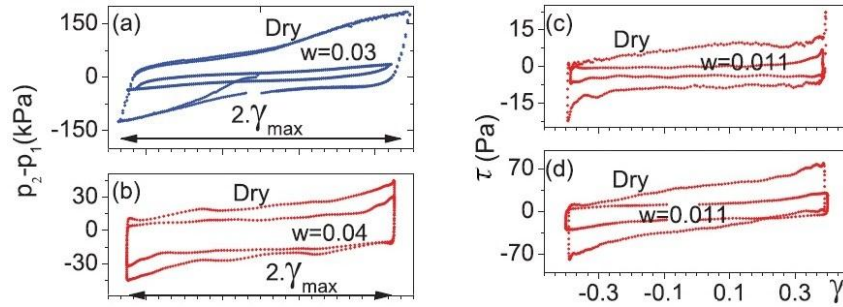 p₂-p₁(kPa)
(a)
Dry
w=0.03
2.γmax
150
0
-150
(b)
Dry
w=0.04
2.γmax
30
0
-30
τ (Pa)
(c)
Dry
w=0.011
15
0
-15
(d)
Dry
w=0.011
70
0
-70
-0.3 -0.1 0.1 0.3 γ